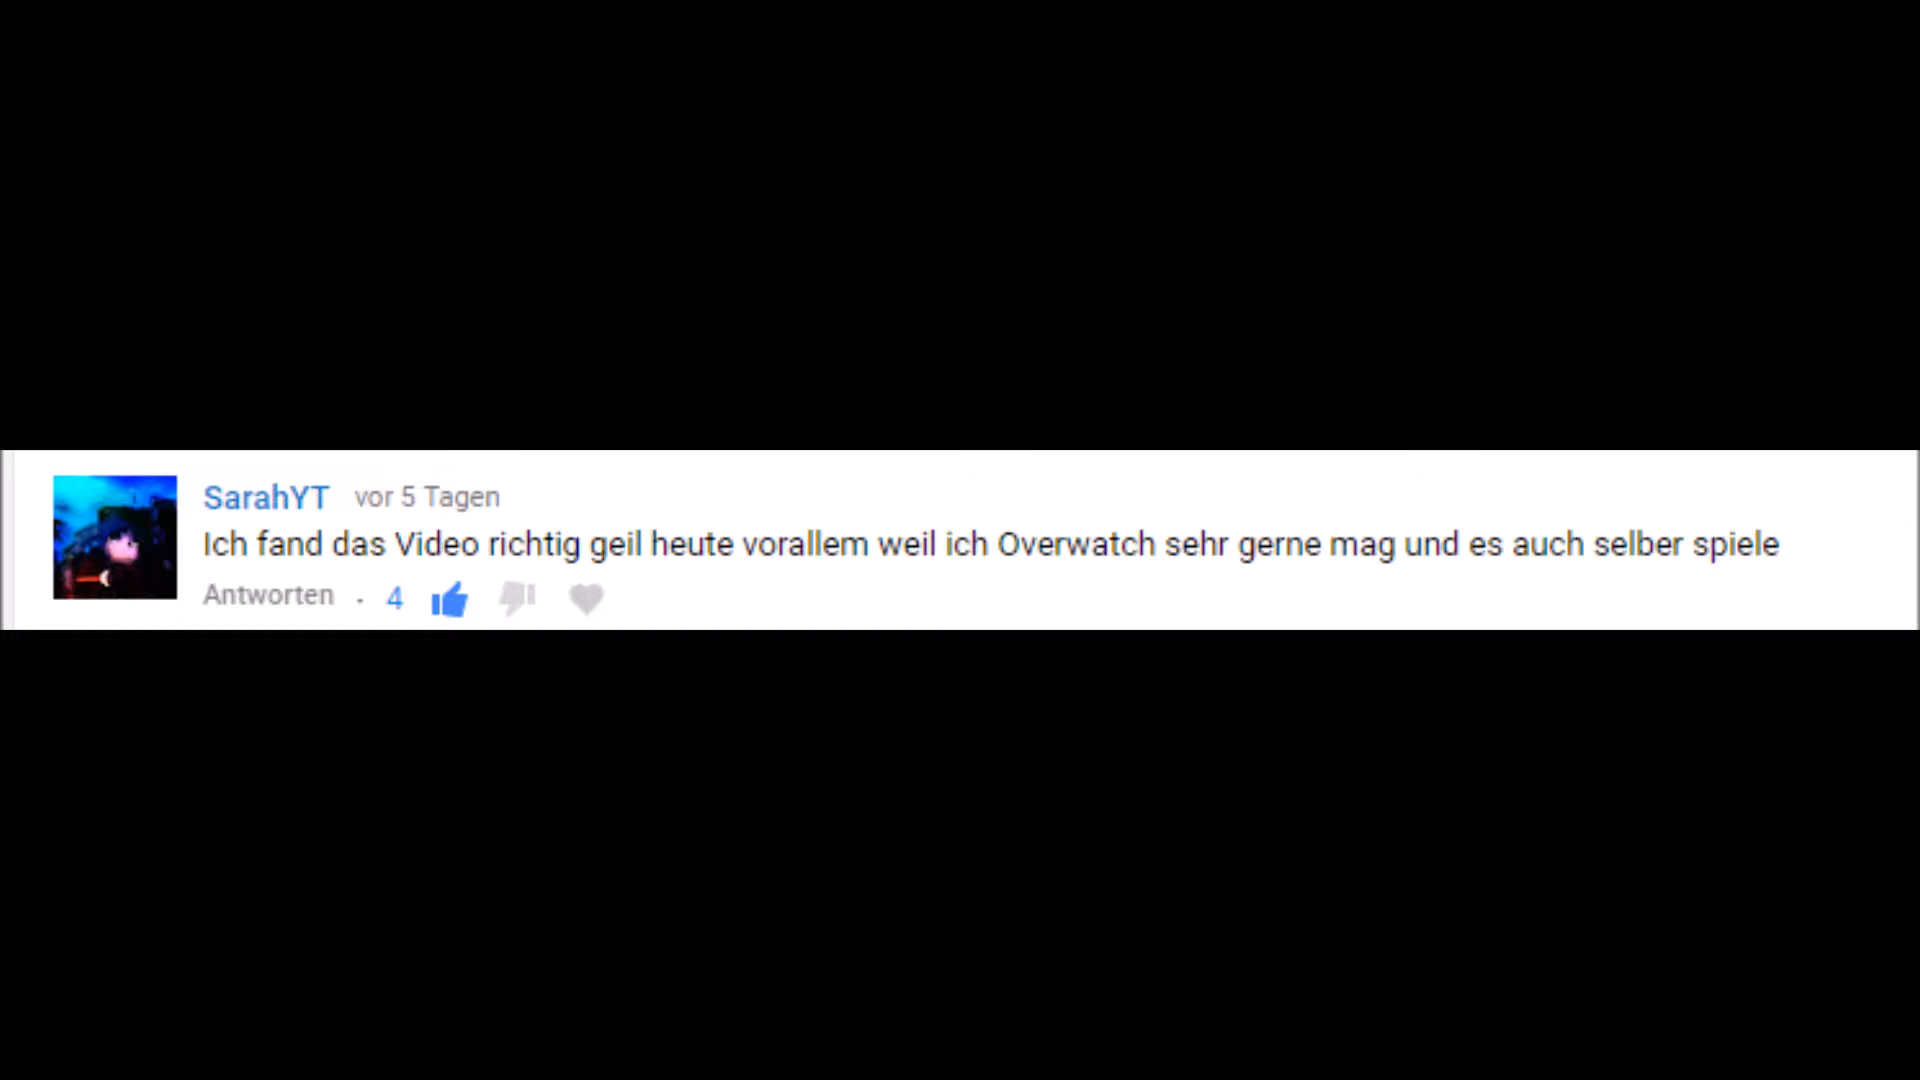 SarahYT vor 5 Tagen
Ich fand das Video richtig geil heute vorallem weil ich Overwatch sehr gerne mag und es auch selber spiele
Antworten . 4